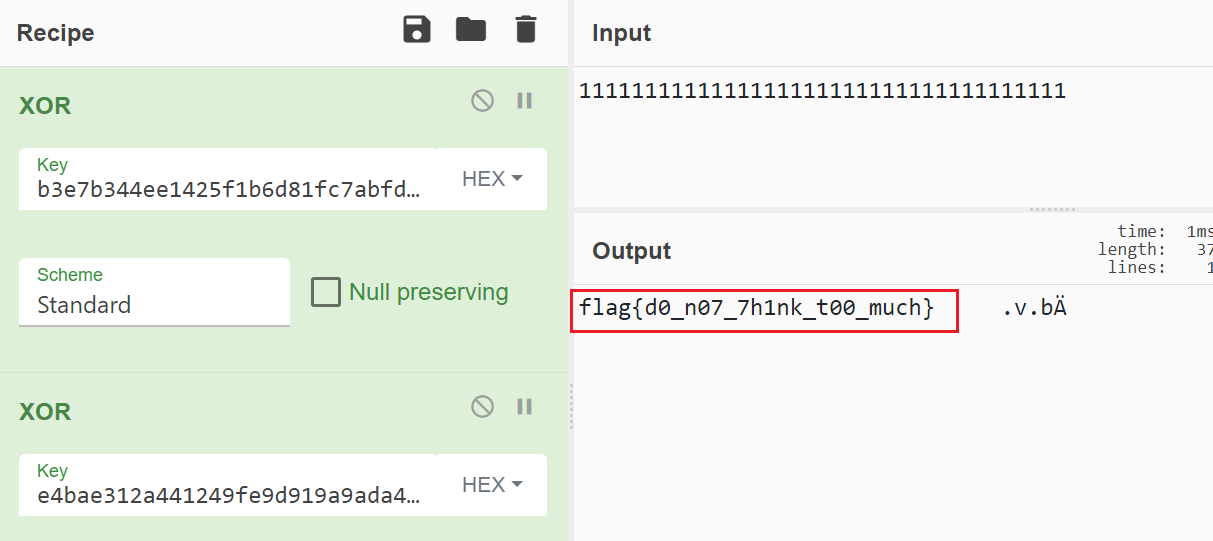 Recipe
XOR
Key
b3e7b344ee1425f1b6d81fc7abfd…
HEX
Scheme
Standard
Null preserving
XOR
Key
e4bae312a441249fe9d919a9ada4…
HEX
Input
1111111111111111111111111111111111111
Output
time: 1ms
length: 37
lines: 1
flag{d0_n07_7h1nk_t00_much} .v.bÄ